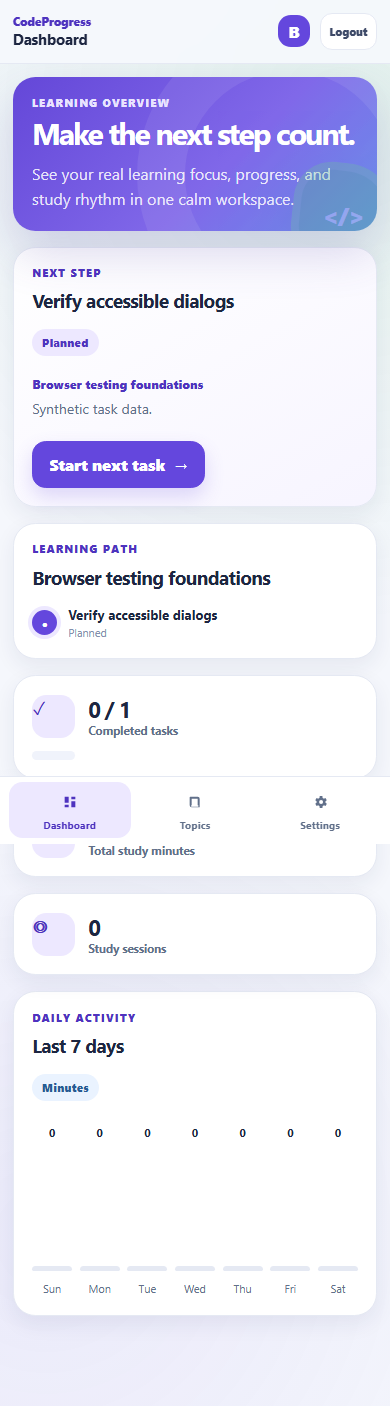 CodeProgress
Dashboard
B
Logout
LEARNING OVERVIEW
Make the next step count.
See your real learning focus, progress, and
study rhythm in one calm workspace.
</>
NEXT STEP
Verify accessible dialogs
Planned
Browser testing foundations
Synthetic task data.
Start next task →
LEARNING PATH
Browser testing foundations
Verify accessible dialogs
Planned
✓
0 / 1
Completed tasks
Dashboard
Topics
Settings
Total study minutes
0
Study sessions
DAILY ACTIVITY
Last 7 days
Minutes
0 0 0 0 0 0 0
Sun Mon Tue Wed Thu Fri Sat